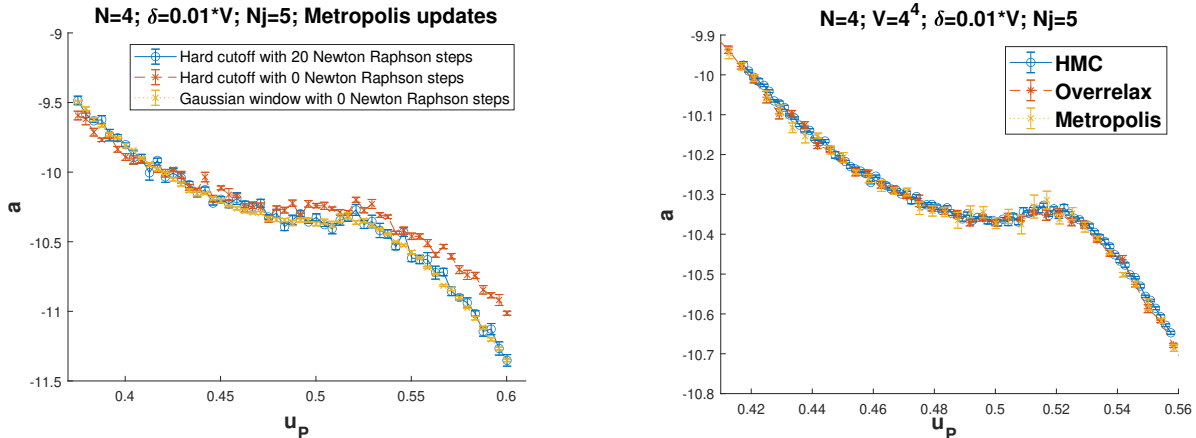 N=4; δ=0.01*V; Nj=5; Metropolis updates
Hard cutoff with 20 Newton Raphson steps
Hard cutoff with 0 Newton Raphson steps
Gaussian window with 0 Newton Raphson steps
-9.5
-10
-10.5
-11
-11.5
a
0.4
0.45
0.5
0.55
0.6
u_P
N=4; V=4^4; δ=0.01*V; Nj=5
HMC
Overrelax
Metropolis
-9.9
-10
-10.1
-10.2
-10.3
-10.4
-10.5
-10.6
-10.7
-10.8
a
0.42
0.44
0.46
0.48
0.5
0.52
0.54
0.56
u_P